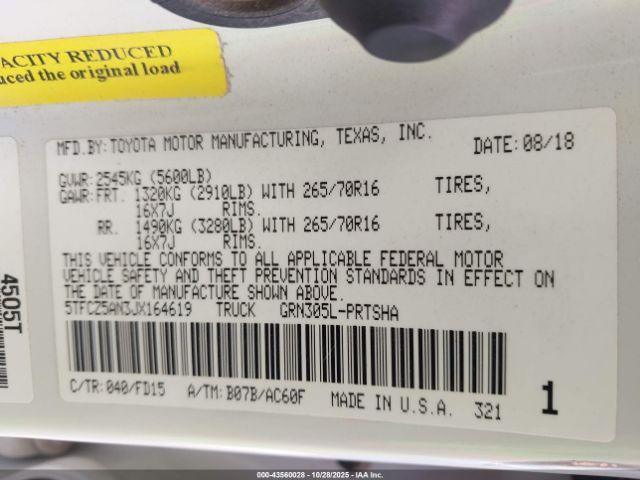 ACITY REDUCED
uced the original load
MFD.BY:TOYOTA MOTOR MANUFACTURING, TEXAS, INC. DATE:08/18
GVWR:2545KG (5600LB)
GAWR:FRT. 1320KG (2910LB) WITH 265/70R16 TIRES,
16X7J RIMS.
RR. 1490KG (3280LB) WITH 265/70R16 TIRES,
16X7J RIMS.
THIS VEHICLE CONFORMS TO ALL APPLICABLE FEDERAL MOTOR
VEHICLE SAFETY AND THEFT PREVENTION STANDARDS IN EFFECT ON
THE DATE OF MANUFACTURE SHOWN ABOVE.
5TFCZ5AN3JX164619 TRUCK GRN305L-PRTSHA
C/TR:040/FD15 A/TM:B07B/AC60F MADE IN U.S.A. 321 1
4505T
000-43560028 - 10/28/2025 - IAAI.COM